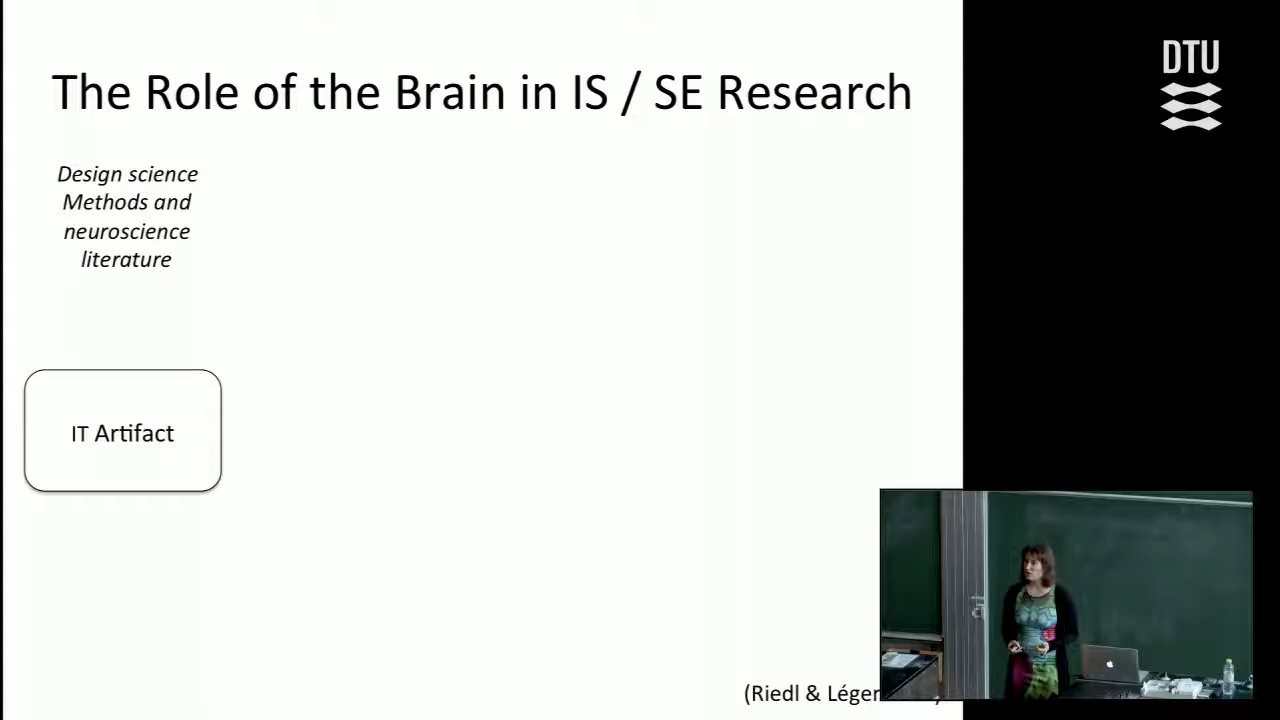 The Role of the Brain in IS / SE Research
DTU
Design science
Methods and
neuroscience
literature
IT Artifact
(Riedl & Léger